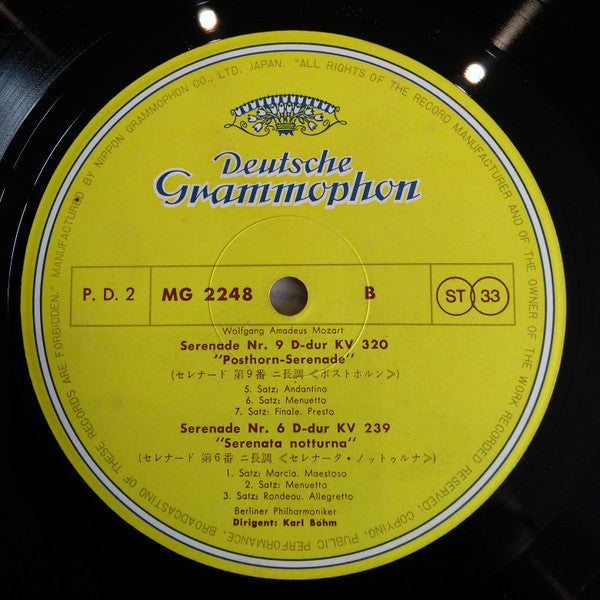 MANUFACTURED BY NIPPON GRAMMOPHON CO., LTD. JAPAN. "ALL RIGHTS OF THE RECORD MANUFACTURER AND OF THE OWNER OF THE WORK RECORDED RESERVED, COPYING, PUBLIC PERFORMANCE, BROADCASTING OF THESE RECORDS ARE FORBIDDEN."
Deutsche
Grammophon
P. D. 2
MG 2248
B
ST 33
Wolfgang Amadeus Mozart
Serenade Nr. 9 D-dur KV 320
"Posthorn-Serenade"
(セレナード 第9番 ニ長調 《ポストホルン》)
5. Satz: Andantino
6. Satz: Menuetto
7. Satz: Finale. Presto
Serenade Nr. 6 D-dur KV 239
"Serenata notturna"
(セレナード 第6番 ニ長調 《セレナータ・ノットゥルナ》)
1. Satz: Marcia. Maestoso
2. Satz: Menuetto
3. Satz: Rondeau. Allegretto
Berliner Philharmoniker
Dirigent: Karl Böhm